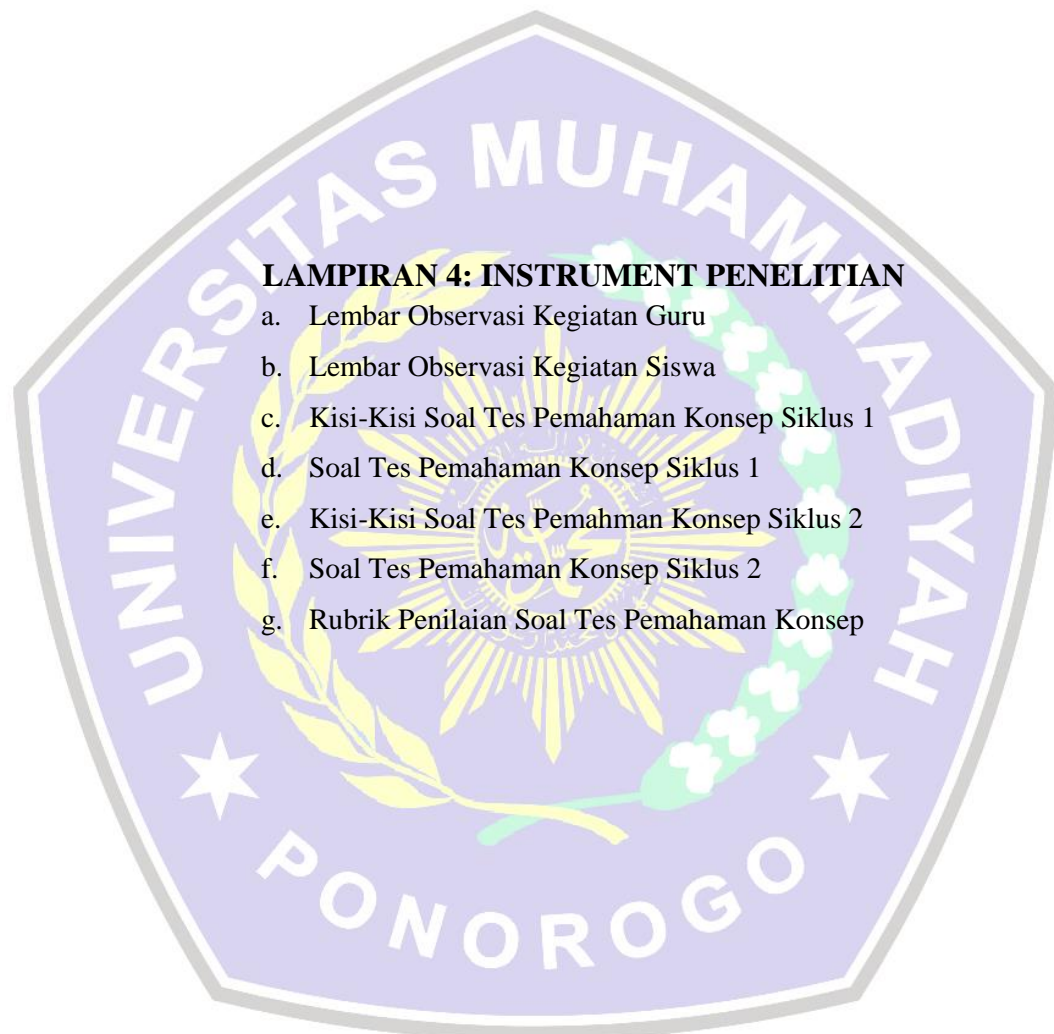 UNIVERSITAS MUHAMMADIYAH
PONOROGO
LAMPIRAN 4: INSTRUMENT PENELITIAN
a. Lembar Observasi Kegiatan Guru
b. Lembar Observasi Kegiatan Siswa
c. Kisi-Kisi Soal Tes Pemahaman Konsep Siklus 1
d. Soal Tes Pemahaman Konsep Siklus 1
e. Kisi-Kisi Soal Tes Pemahman Konsep Siklus 2
f. Soal Tes Pemahaman Konsep Siklus 2
g. Rubrik Penilaian Soal Tes Pemahaman Konsep